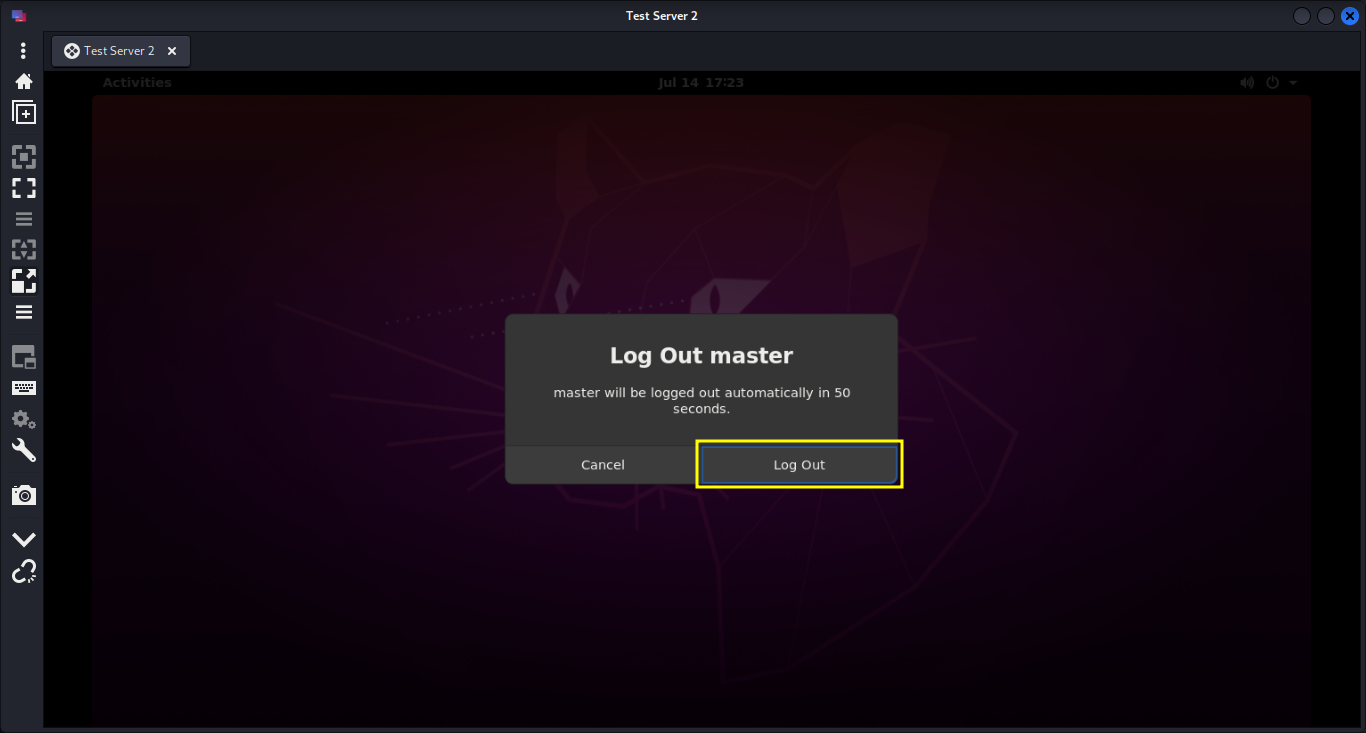 Test Server 2
Test Server 2
Activities
Jul 14 17:23
Log Out master
master will be logged out automatically in 50
seconds.
Cancel
Log Out